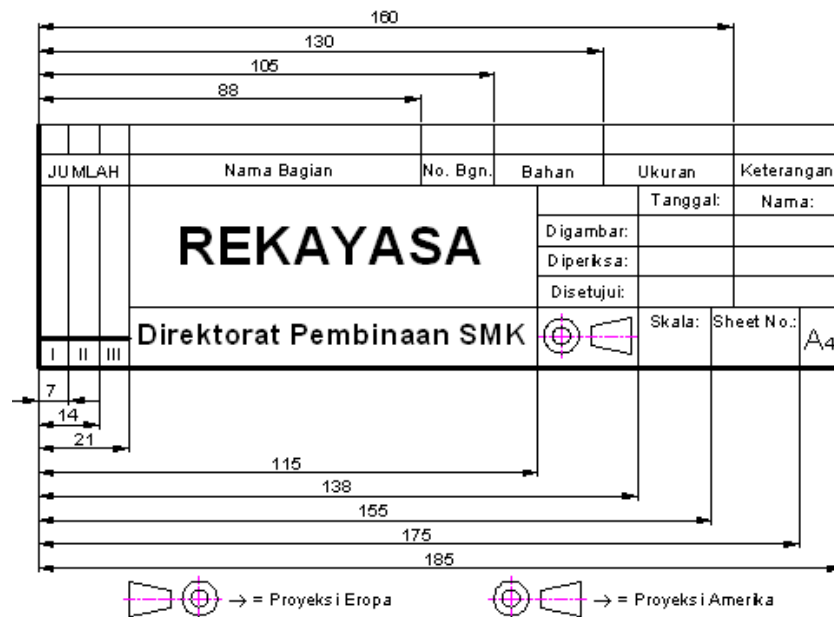 160
130
105
88
JUMLAH Nama Bagian No. Bgn. Bahan Ukuran Keterangan
Tanggal: Nama:
REKAYASA
Digambar:
Diperiksa:
Disetujui:
Direktorat Pembinaan SMK Skala: Sheet No.: A4
I II III
7
14
21
115
138
155
175
185
→ = Proyeksi Eropa → = Proyeksi Amerika